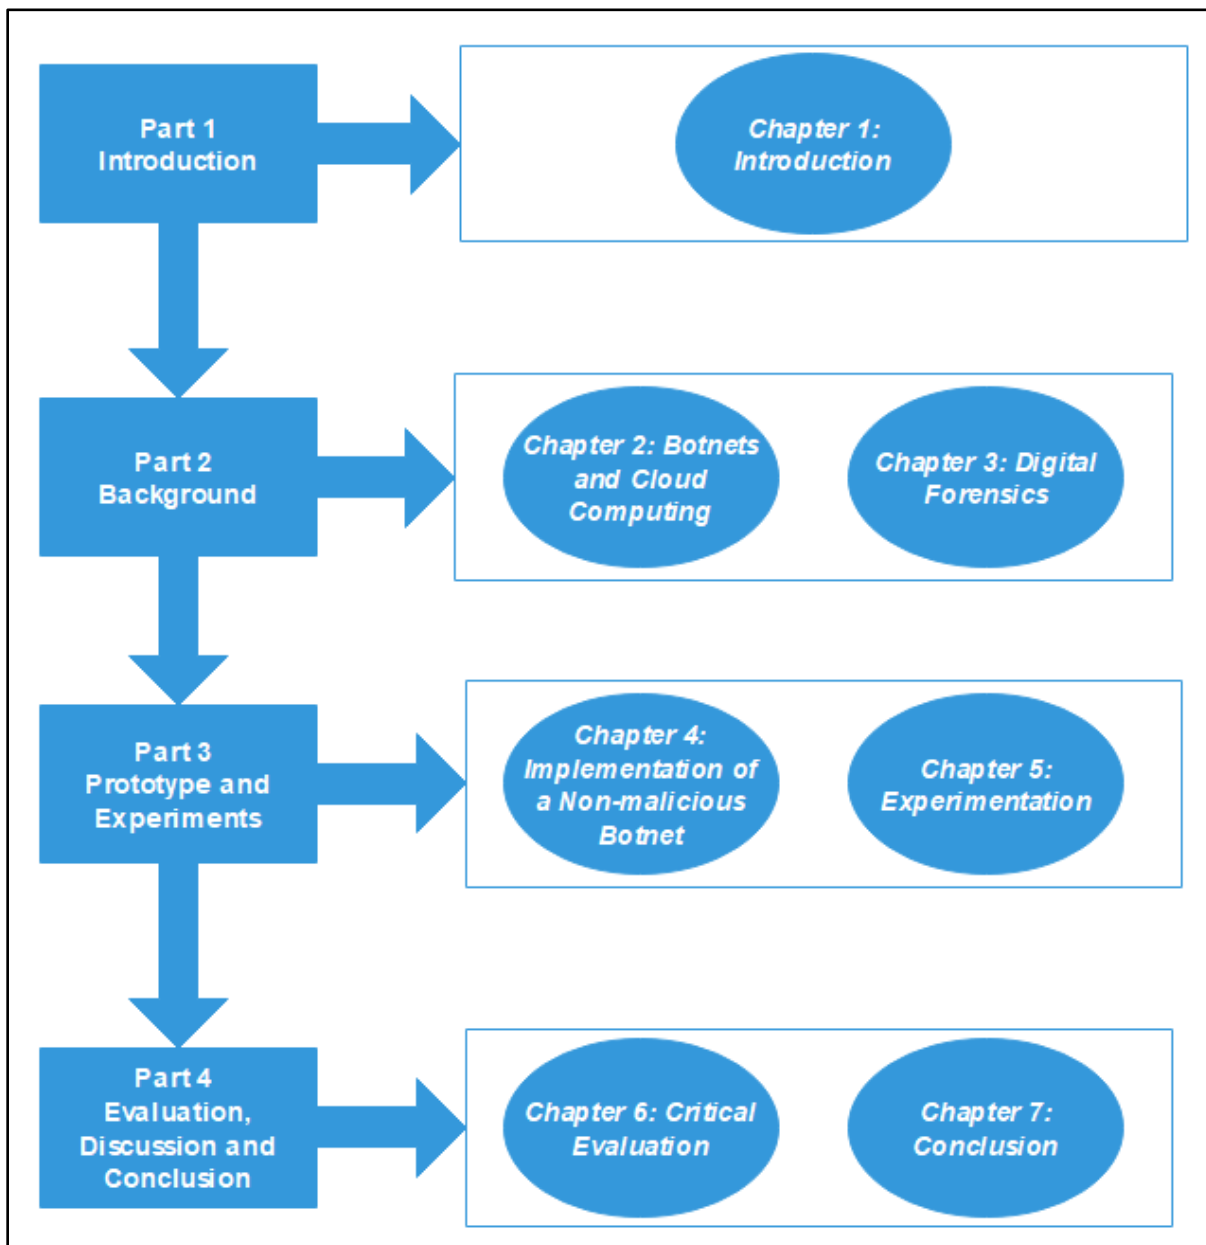 Part 1
Introduction
Chapter 1:
Introduction
Part 2
Background
Chapter 2: Botnets
and Cloud
Computing
Chapter 3: Digital
Forensics
Part 3
Prototype and
Experiments
Chapter 4:
Implementation of
a Non-malicious
Botnet
Chapter 5:
Experimentation
Part 4
Evaluation,
Discussion and
Conclusion
Chapter 6: Critical
Evaluation
Chapter 7:
Conclusion